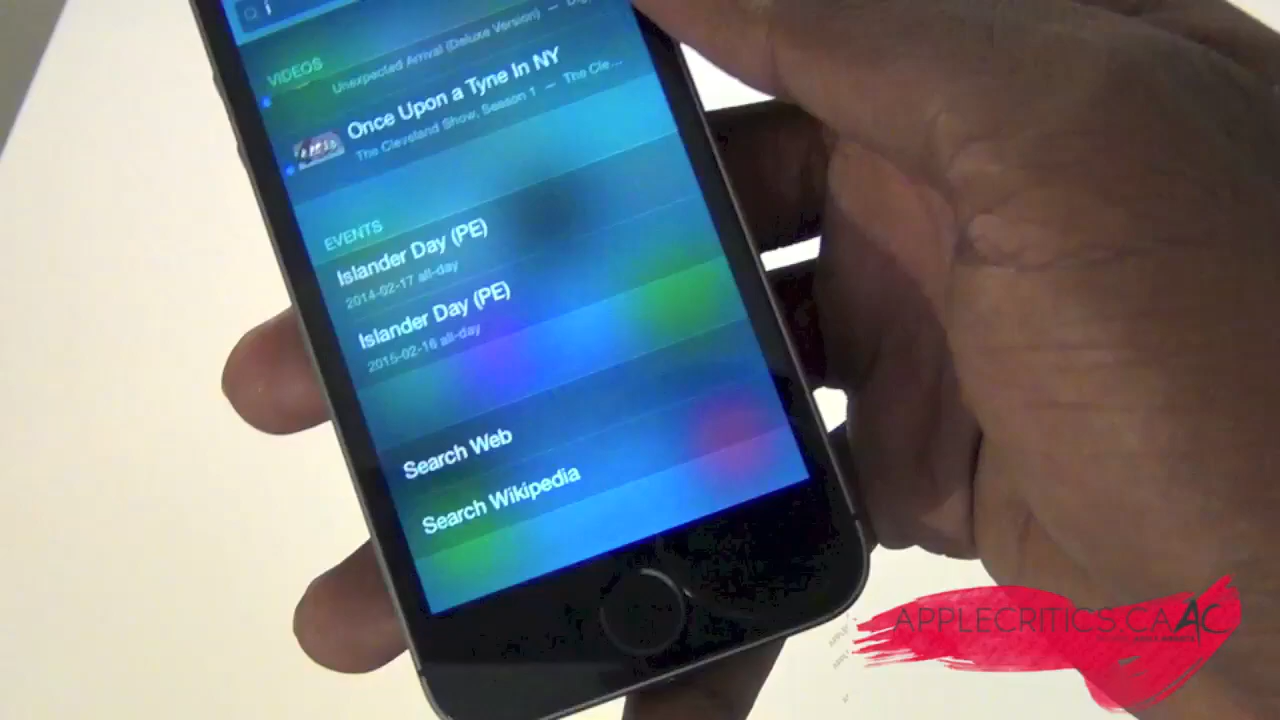 i
VIDEOS
Unexpected Arrival (Deluxe Version) — Dig...
Once Upon a Tyne In NY
The Cleveland Show, Season 1 — The Cle...
EVENTS
Islander Day (PE)
2014-02-17 all-day
Islander Day (PE)
2015-02-16 all-day
Search Web
Search Wikipedia
APPLECRITICS.CA AC